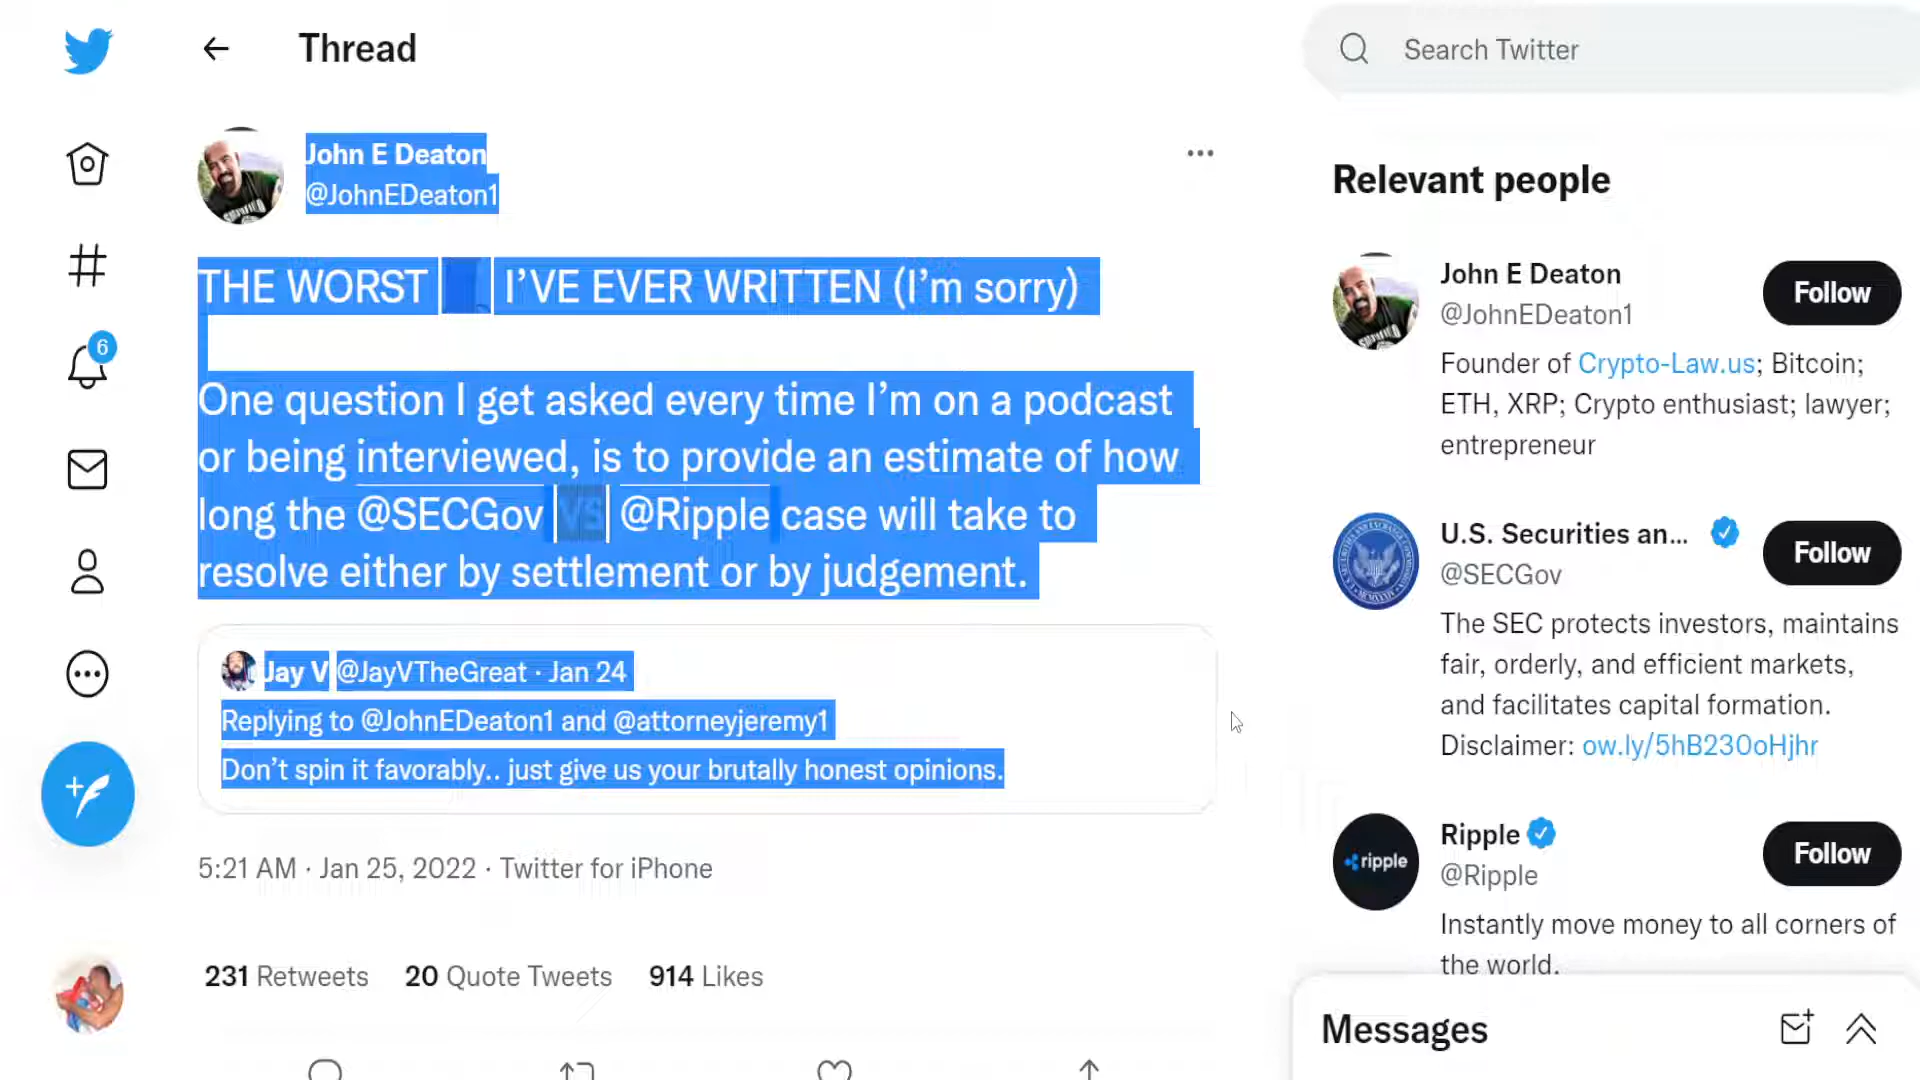 Thread
Search Twitter
John E Deaton
@JohnEDeaton1
THE WORST I’VE EVER WRITTEN (I’m sorry)
One question I get asked every time I’m on a podcast
or being interviewed, is to provide an estimate of how
long the @SECGov VS @Ripple case will take to
resolve either by settlement or by judgement.
Jay V @JayVTheGreat · Jan 24
Replying to @JohnEDeaton1 and @attorneyjeremy1
Don’t spin it favorably.. just give us your brutally honest opinions.
5:21 AM · Jan 25, 2022 · Twitter for iPhone
231 Retweets 20 Quote Tweets 914 Likes
6
Relevant people
John E Deaton
@JohnEDeaton1
Follow
Founder of Crypto-Law.us; Bitcoin;
ETH, XRP; Crypto enthusiast; lawyer;
entrepreneur
U.S. Securities an...
@SECGov
Follow
The SEC protects investors, maintains
fair, orderly, and efficient markets,
and facilitates capital formation.
Disclaimer: ow.ly/5hB23OoHjhr
ripple
Ripple
@Ripple
Follow
Instantly move money to all corners of
the world.
Messages